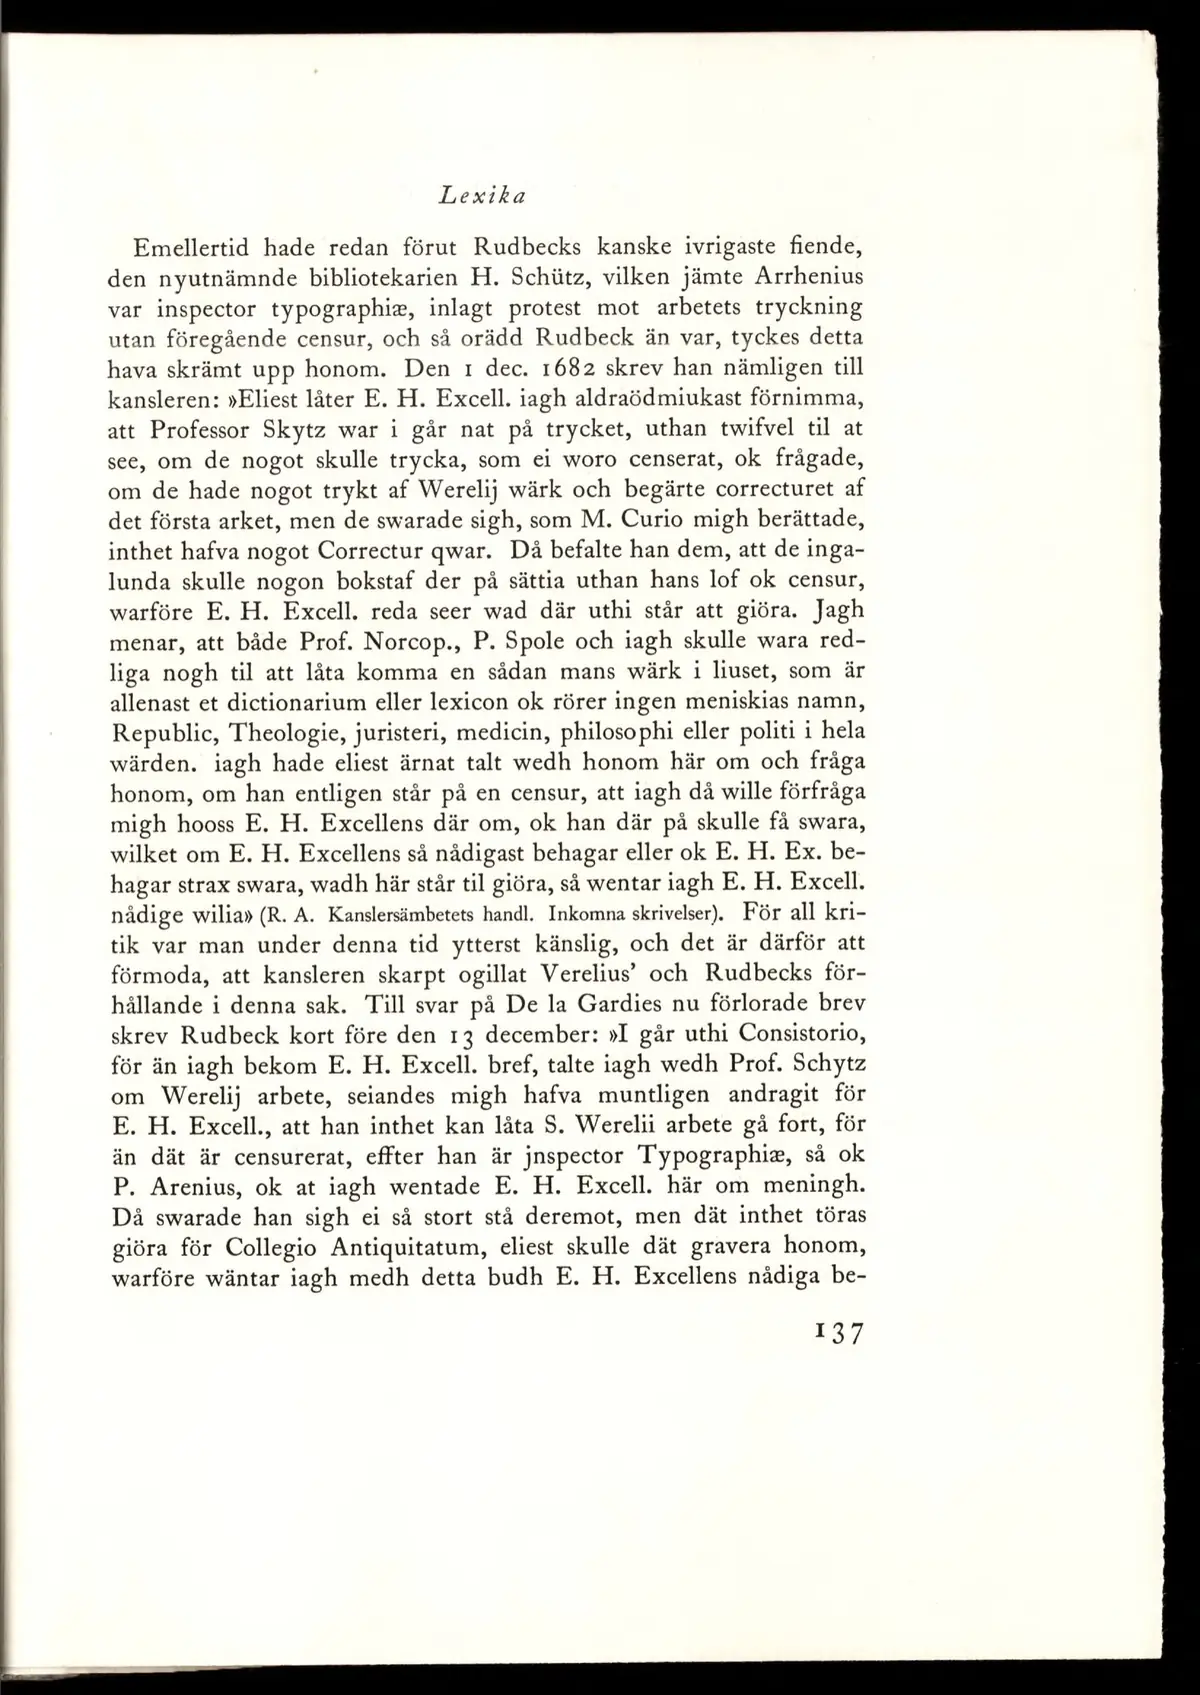 Lexika
Emellertid hade redan förut Rudbecks kanske ivrigaste fiende,
den nyutnämnde bibliotekarien H. Schütz, vilken jämte Arrhenius
var inspector typographiæ, inlagt protest mot arbetets tryckning
utan föregående censur, och så orädd Rudbeck än var, tyckes detta
hava skrämt upp honom. Den 1 dec. 1682 skrev han nämligen till
kansleren: »Eliest låter E. H. Excell. iagh aldraödmiukast förnimma,
att Professor Skytz war i går nat på trycket, uthan twifvel til at
see, om de nogot skulle trycka, som ei woro censerat, ok frågade,
om de hade nogot trykt af Werelij wärk och begärte correcturet af
det första arket, men de swarade sigh, som M. Curio migh berättade,
inthet hafva nogot Correctur qwar. Då befalte han dem, att de inga-
lunda skulle nogon bokstaf der på sättia uthan hans lof ok censur,
warföre E. H. Excell. reda seer wad där uthi står att giöra. Jagh
menar, att både Prof. Norcop., P. Spole och iagh skulle wara red-
liga nogh til att låta komma en sådan mans wärk i liuset, som är
allenast et dictionarium eller lexicon ok rörer ingen meniskias namn,
Republic, Theologie, juristeri, medicin, philosophi eller politi i hela
wärden. iagh hade eliest ärnat talt wedh honom här om och fråga
honom, om han entligen står på en censur, att iagh då wille förfråga
migh hooss E. H. Excellens där om, ok han där på skulle få swara,
wilket om E. H. Excellens så nådigast behagar eller ok E. H. Ex. be-
hagar strax swara, wadh här står til giöra, så wentar iagh E. H. Excell.
nådige wilia» (R. A. Kanslersämbetets handl. Inkomna skrivelser). För all kri-
tik var man under denna tid ytterst känslig, och det är därför att
förmoda, att kansleren skarpt ogillat Verelius’ och Rudbecks för-
hållande i denna sak. Till svar på De la Gardies nu förlorade brev
skrev Rudbeck kort före den 13 december: »I går uthi Consistorio,
för än iagh bekom E. H. Excell. bref, talte iagh wedh Prof. Schytz
om Werelij arbete, seiandes migh hafva muntligen andragit för
E. H. Excell., att han inthet kan låta S. Werelii arbete gå fort, för
än dät är censurerat, effter han är jnspector Typographiæ, så ok
P. Arenius, ok at iagh wentade E. H. Excell. här om meningh.
Då swarade han sigh ei så stort stå deremot, men dät inthet töras
giöra för Collegio Antiquitatum, eliest skulle dät gravera honom,
warföre wäntar iagh medh detta budh E. H. Excellens nådiga be-
137